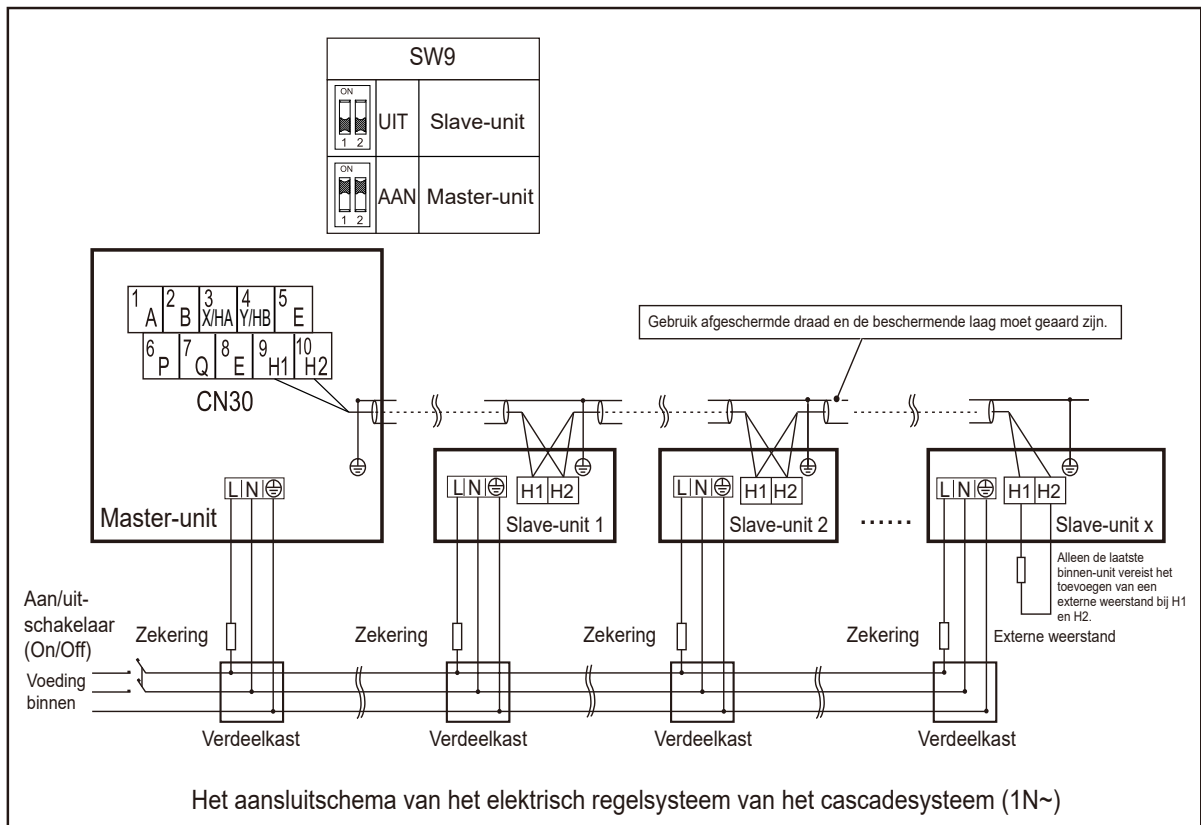 SW9
ON
1 2
UIT
Slave-unit
ON
1 2
AAN
Master-unit
1 A
2 B
3 X/HA
4 Y/HB
5 E
6 P
7 Q
8 E
9 H1
10 H2
CN30
Gebruik afgeschermde draad en de beschermende laag moet geaard zijn.
L N
Master-unit
L N
H1 H2
Slave-unit 1
L N
H1 H2
Slave-unit 2
......
L N
H1 H2
Slave-unit x
Alleen de laatste
binnen-unit vereist het
toevoegen van een
externe weerstand bij H1
en H2.
Externe weerstand
Aan/uit-
schakelaar
(On/Off)
Voeding
binnen
Zekering
Zekering
Zekering
Zekering
Verdeelkast
Verdeelkast
Verdeelkast
Verdeelkast
Het aansluitschema van het elektrisch regelsysteem van het cascadesysteem (1N~)